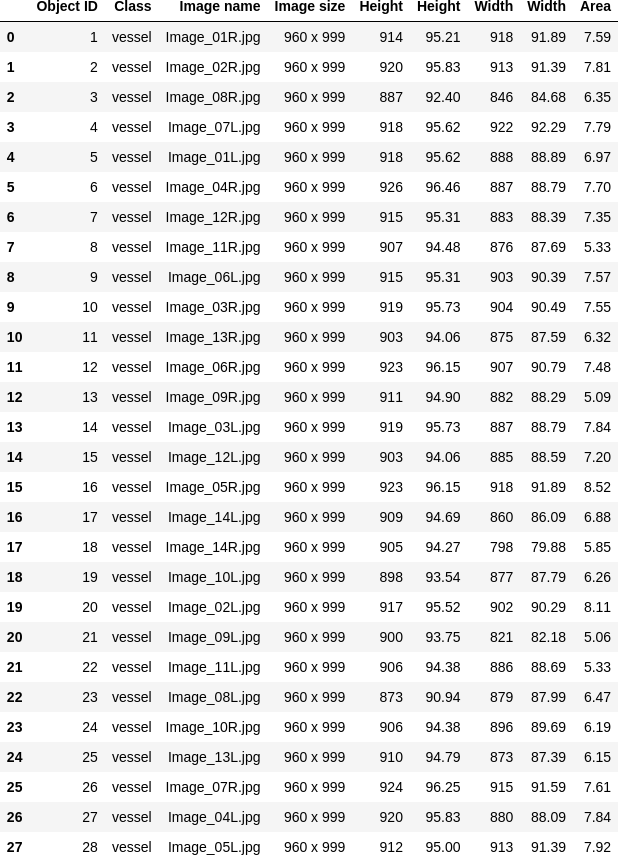 Object ID Class Image name Image size Height Height Width Width Area
0 1 vessel Image_01R.jpg 960 x 999 914 95.21 918 91.89 7.59
1 2 vessel Image_02R.jpg 960 x 999 920 95.83 913 91.39 7.81
2 3 vessel Image_08R.jpg 960 x 999 887 92.40 846 84.68 6.35
3 4 vessel Image_07L.jpg 960 x 999 918 95.62 922 92.29 7.79
4 5 vessel Image_01L.jpg 960 x 999 918 95.62 888 88.89 6.97
5 6 vessel Image_04R.jpg 960 x 999 926 96.46 887 88.79 7.70
6 7 vessel Image_12R.jpg 960 x 999 915 95.31 883 88.39 7.35
7 8 vessel Image_11R.jpg 960 x 999 907 94.48 876 87.69 5.33
8 9 vessel Image_06L.jpg 960 x 999 915 95.31 903 90.39 7.57
9 10 vessel Image_03R.jpg 960 x 999 919 95.73 904 90.49 7.55
10 11 vessel Image_13R.jpg 960 x 999 903 94.06 875 87.59 6.32
11 12 vessel Image_06R.jpg 960 x 999 923 96.15 907 90.79 7.48
12 13 vessel Image_09R.jpg 960 x 999 911 94.90 882 88.29 5.09
13 14 vessel Image_03L.jpg 960 x 999 919 95.73 887 88.79 7.84
14 15 vessel Image_12L.jpg 960 x 999 903 94.06 885 88.59 7.20
15 16 vessel Image_05R.jpg 960 x 999 923 96.15 918 91.89 8.52
16 17 vessel Image_14L.jpg 960 x 999 909 94.69 860 86.09 6.88
17 18 vessel Image_14R.jpg 960 x 999 905 94.27 798 79.88 5.85
18 19 vessel Image_10L.jpg 960 x 999 898 93.54 877 87.79 6.26
19 20 vessel Image_02L.jpg 960 x 999 917 95.52 902 90.29 8.11
20 21 vessel Image_09L.jpg 960 x 999 900 93.75 821 82.18 5.06
21 22 vessel Image_11L.jpg 960 x 999 906 94.38 886 88.69 5.33
22 23 vessel Image_08L.jpg 960 x 999 873 90.94 879 87.99 6.47
23 24 vessel Image_10R.jpg 960 x 999 906 94.38 896 89.69 6.19
24 25 vessel Image_13L.jpg 960 x 999 910 94.79 873 87.39 6.15
25 26 vessel Image_07R.jpg 960 x 999 924 96.25 915 91.59 7.61
26 27 vessel Image_04L.jpg 960 x 999 920 95.83 880 88.09 7.84
27 28 vessel Image_05L.jpg 960 x 999 912 95.00 913 91.39 7.92